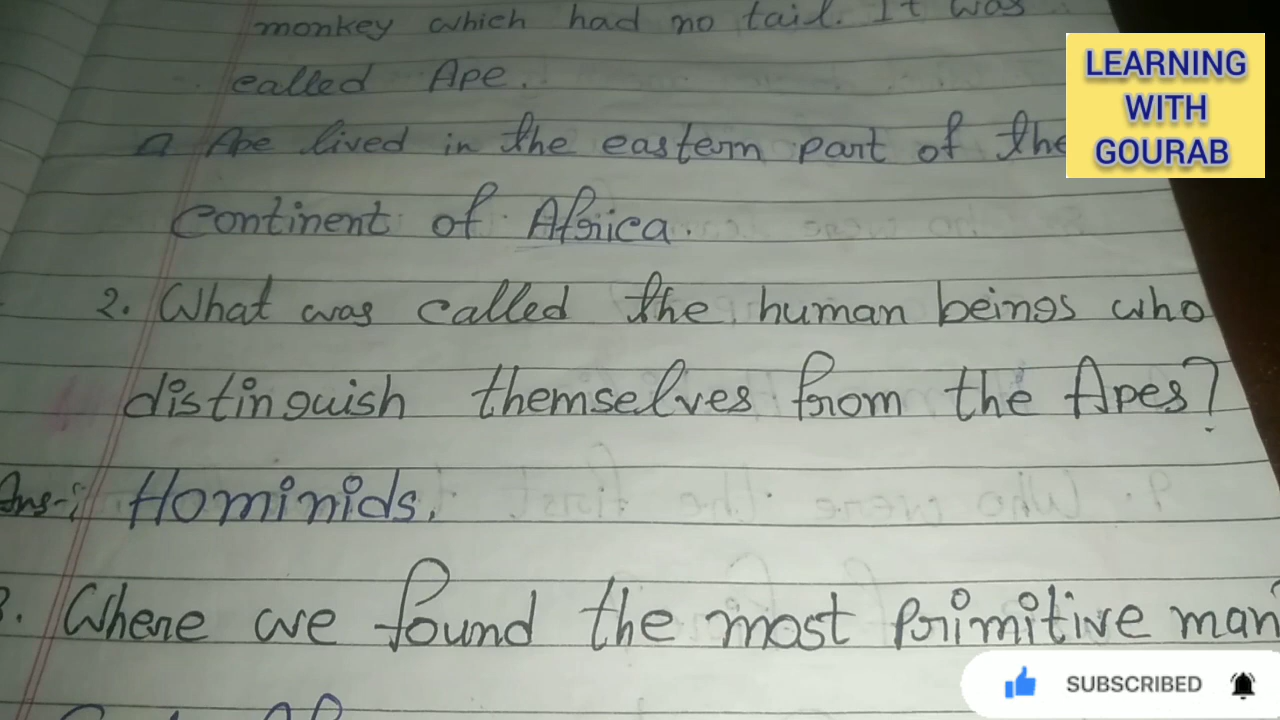 monkey which had no tail. It was
called Ape.
Ape lived in the eastern part of the
continent of Africa.
2. What was called the human beings who
distinguish themselves from the Apes?
Ans-: Hominids.
3. Where we found the most primitive man
LEARNING
WITH
GOURAB
SUBSCRIBED